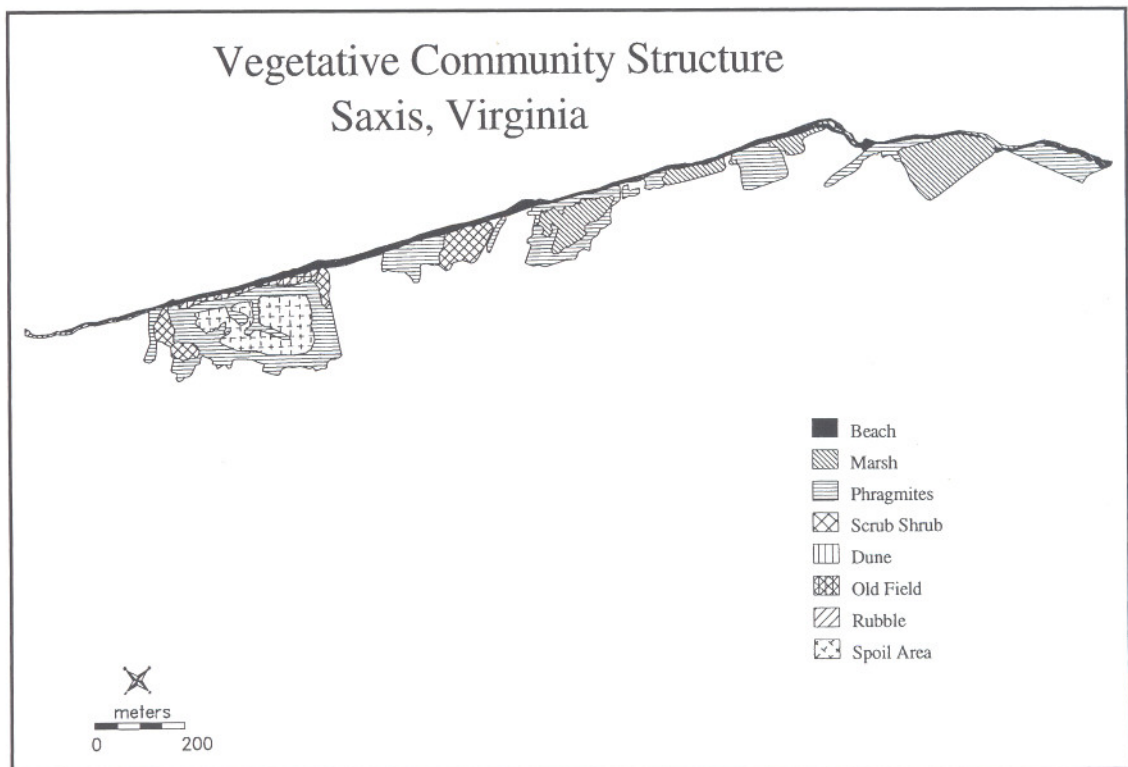 Vegetative Community Structure
Saxis, Virginia
Beach
Marsh
Phragmites
Scrub Shrub
Dune
Old Field
Rubble
Spoil Area
meters
0 200